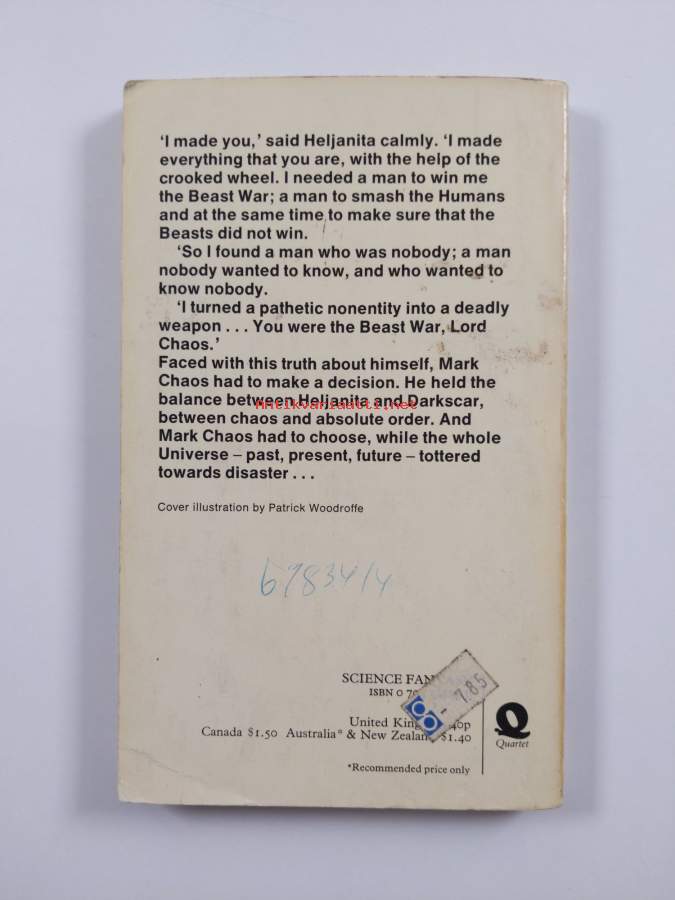 ‘I made you,’ said Heljanita calmly. ‘I made
everything that you are, with the help of the
crooked wheel. I needed a man to win me
the Beast War; a man to smash the Humans
and at the same time to make sure that the
Beasts did not win.
‘So I found a man who was nobody; a man
nobody wanted to know, and who wanted to
know nobody.
‘I turned a pathetic nonentity into a deadly
weapon . . . You were the Beast War, Lord
Chaos.’
Faced with this truth about himself, Mark
Chaos had to make a decision. He held the
balance between Heljanita and Darkscar,
Antikvariaatti.net
between chaos and absolute order. And
Mark Chaos had to choose, while the whole
Universe – past, present, future – tottered
towards disaster . . .
Cover illustration by Patrick Woodroffe
SCIENCE
ISBN 0
7.85
United
Canada $1.50 Australia* & New $1.40
Quartet
*Recommended price only